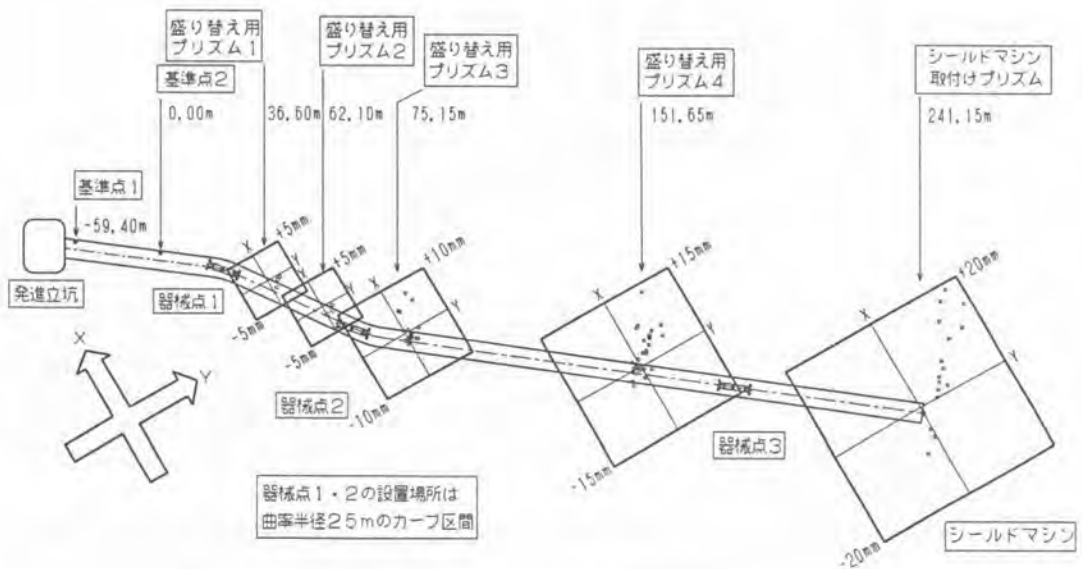 盛り替え用
プリズム1
盛り替え用
プリズム2
盛り替え用
プリズム3
盛り替え用
プリズム4
シールドマシン
取付けプリズム
基準点2
0.00m
36.60m
62.10m
75.15m
151.65m
241.15m
基準点1
-59.40m
発進立坑
器械点1
器械点2
器械点3
X
Y
+5mm
-5mm
X
Y
+5mm
-5mm
X
Y
+10mm
-10mm
X
Y
+15mm
-15mm
X
Y
+20mm
-20mm
X
Y
器械点1・2の設置場所は
曲率半径25mのカーブ区間
シールドマシン